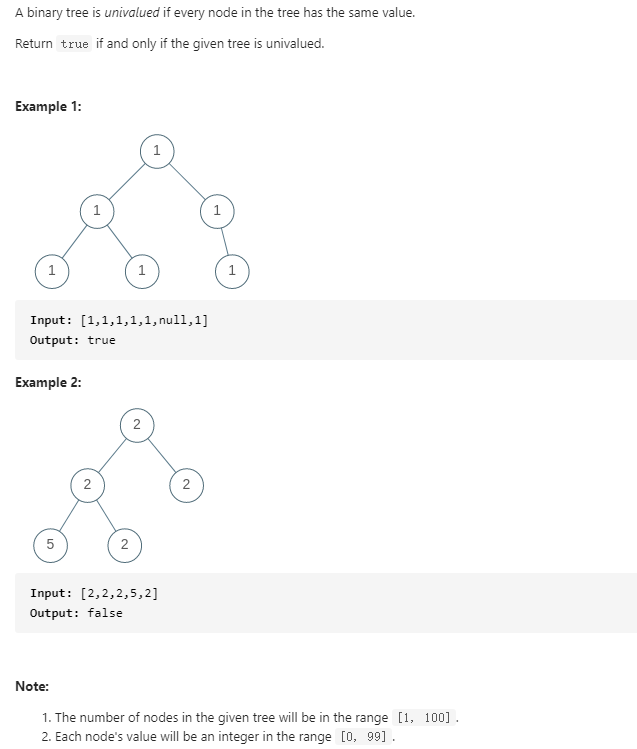 A binary tree is univalued if every node in the tree has the same value.
Return true if and only if the given tree is univalued.
Example 1:
1
1 1
1 1 1
Input: [1,1,1,1,1,null,1]
Output: true
Example 2:
2
2 2
5 2
Input: [2,2,2,5,2]
Output: false
Note:
1. The number of nodes in the given tree will be in the range [1, 100] .
2. Each node's value will be an integer in the range [0, 99] .